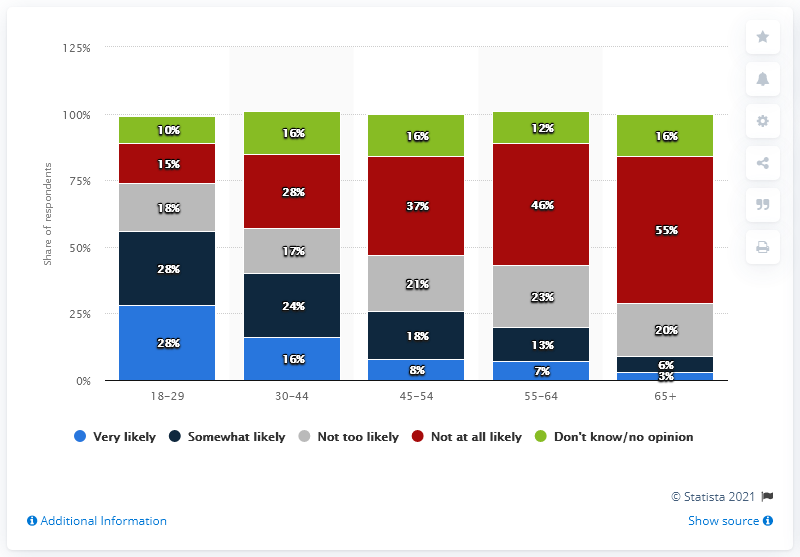 125%
100%
75%
50%
25%
0%
Share of respondents
10% 16% 16% 12% 16%
15% 28% 37% 46% 55%
18% 17% 21% 23% 20%
28% 24% 18% 13% 6%
28% 16% 8% 7% 3%
18–29 30–44 45–54 55–64 65+
Very likely Somewhat likely Not too likely Not at all likely Don't know/no opinion
© Statista 2021
Additional Information Show source